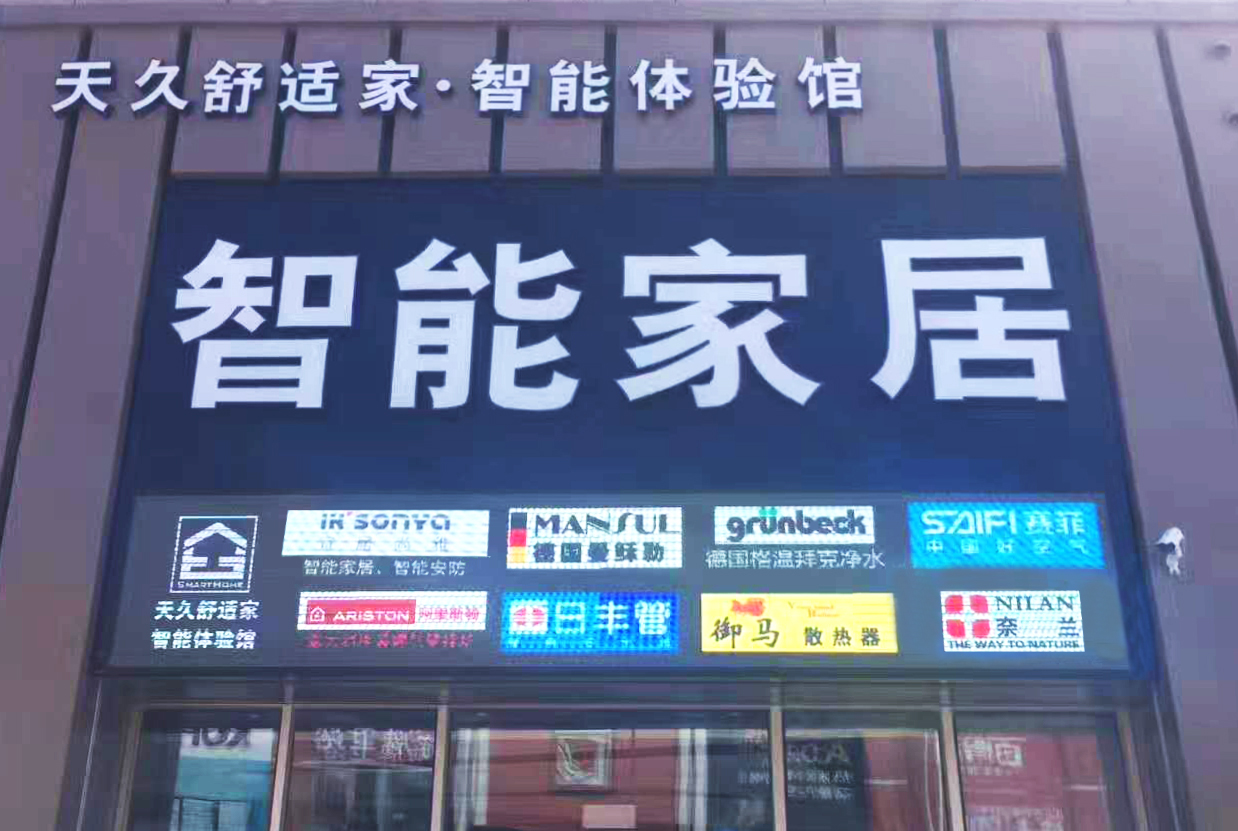 天久舒适家·智能体验馆
智能家居
SMARTHOME
天久舒适家
智能体验馆
iR'sonya
智能家居、智能安防
MANSUL
德国曼稣勒
grünbeck
德国格温拜克净水
SAIFI 赛菲
中国好空气
ARISTON 阿里斯顿
日丰管
御马 散热器
NILAN
奈兰
THE WAY TO NATURE